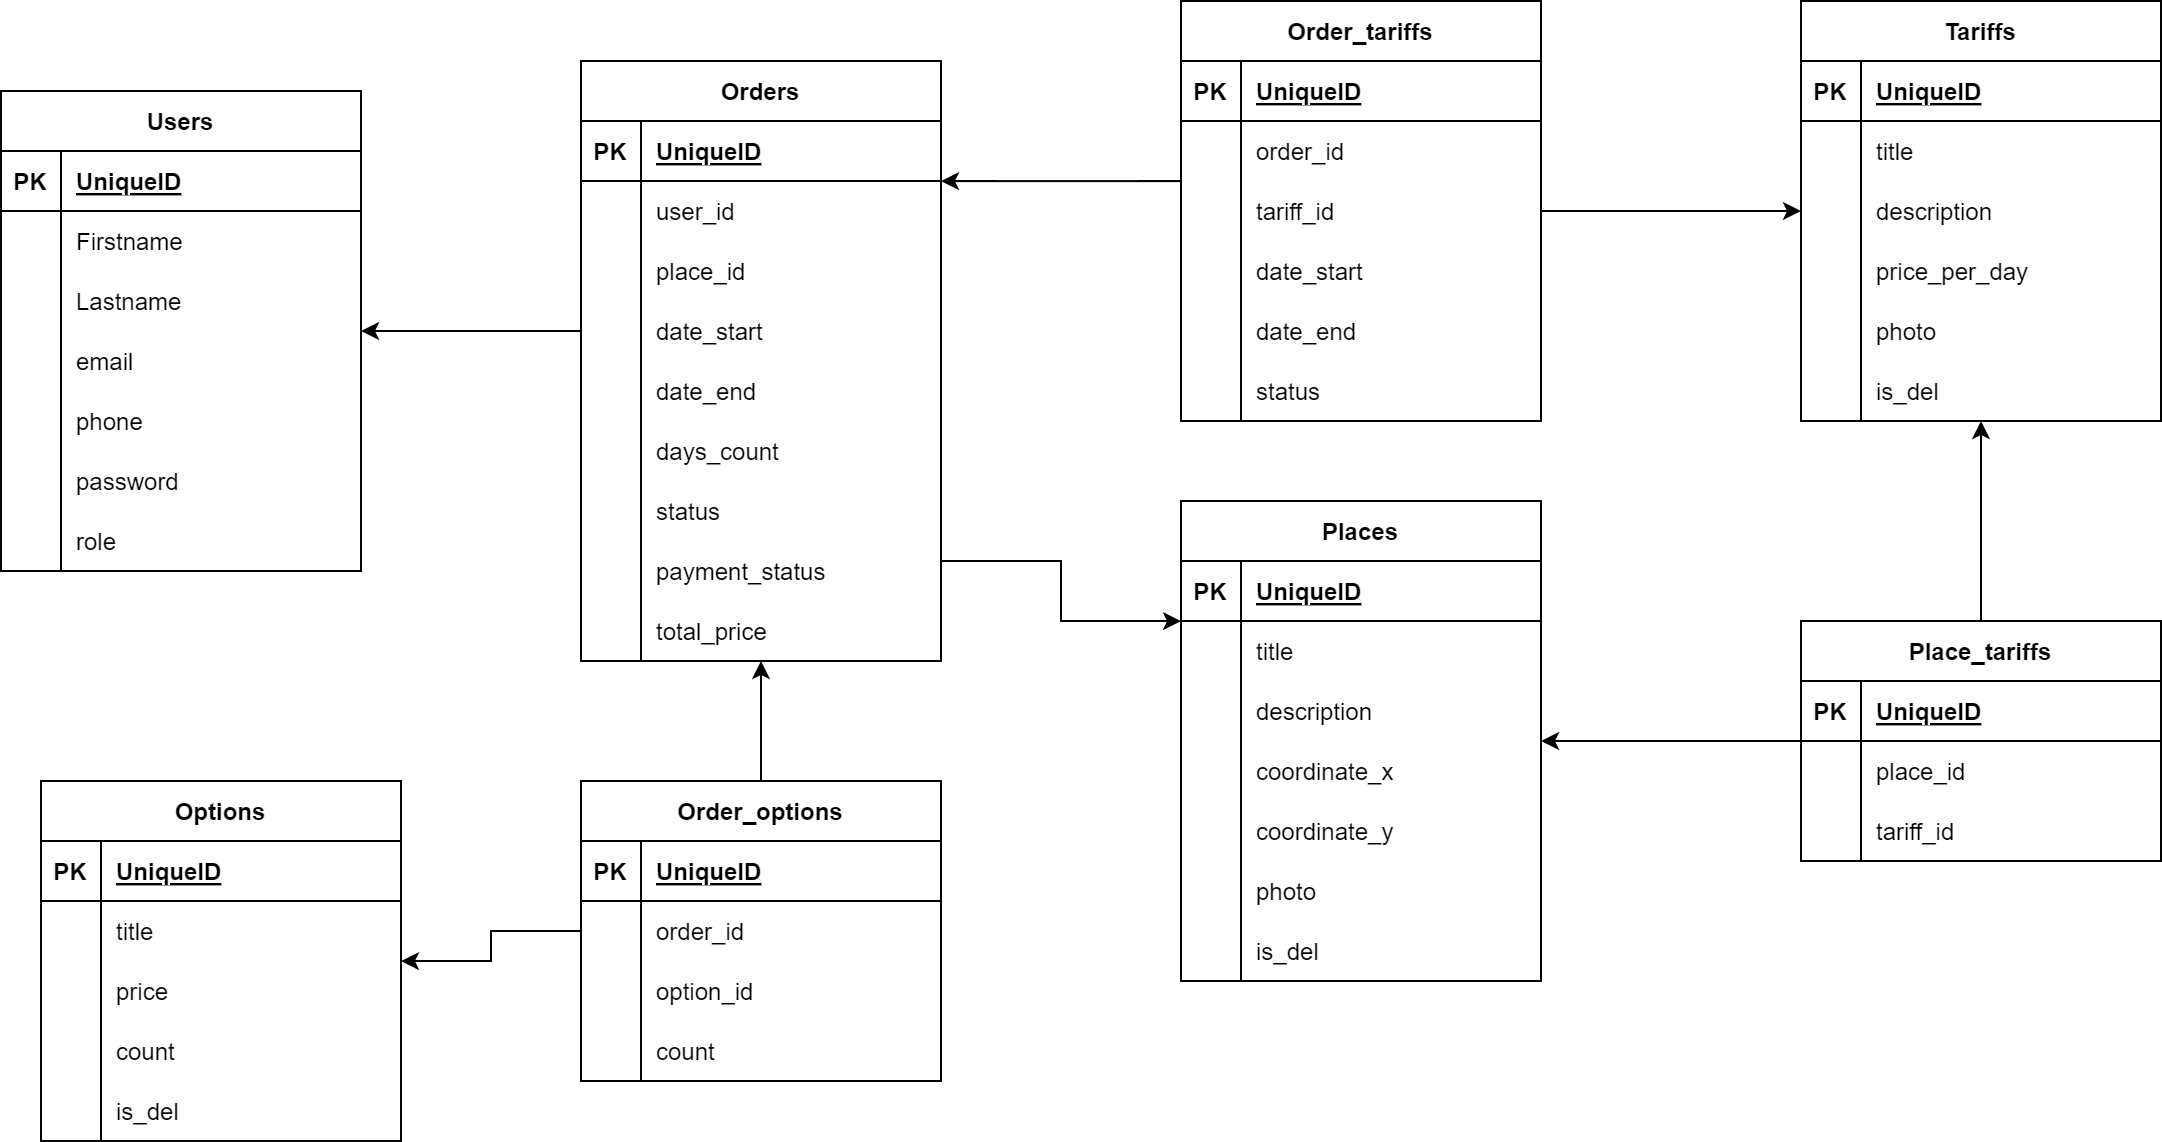 Users
PK UniqueID
Firstname
Lastname
email
phone
password
role
Orders
PK UniqueID
user_id
place_id
date_start
date_end
days_count
status
payment_status
total_price
Order_tariffs
PK UniqueID
order_id
tariff_id
date_start
date_end
status
Tariffs
PK UniqueID
title
description
price_per_day
photo
is_del
Places
PK UniqueID
title
description
coordinate_x
coordinate_y
photo
is_del
Place_tariffs
PK UniqueID
place_id
tariff_id
Options
PK UniqueID
title
price
count
is_del
Order_options
PK UniqueID
order_id
option_id
count